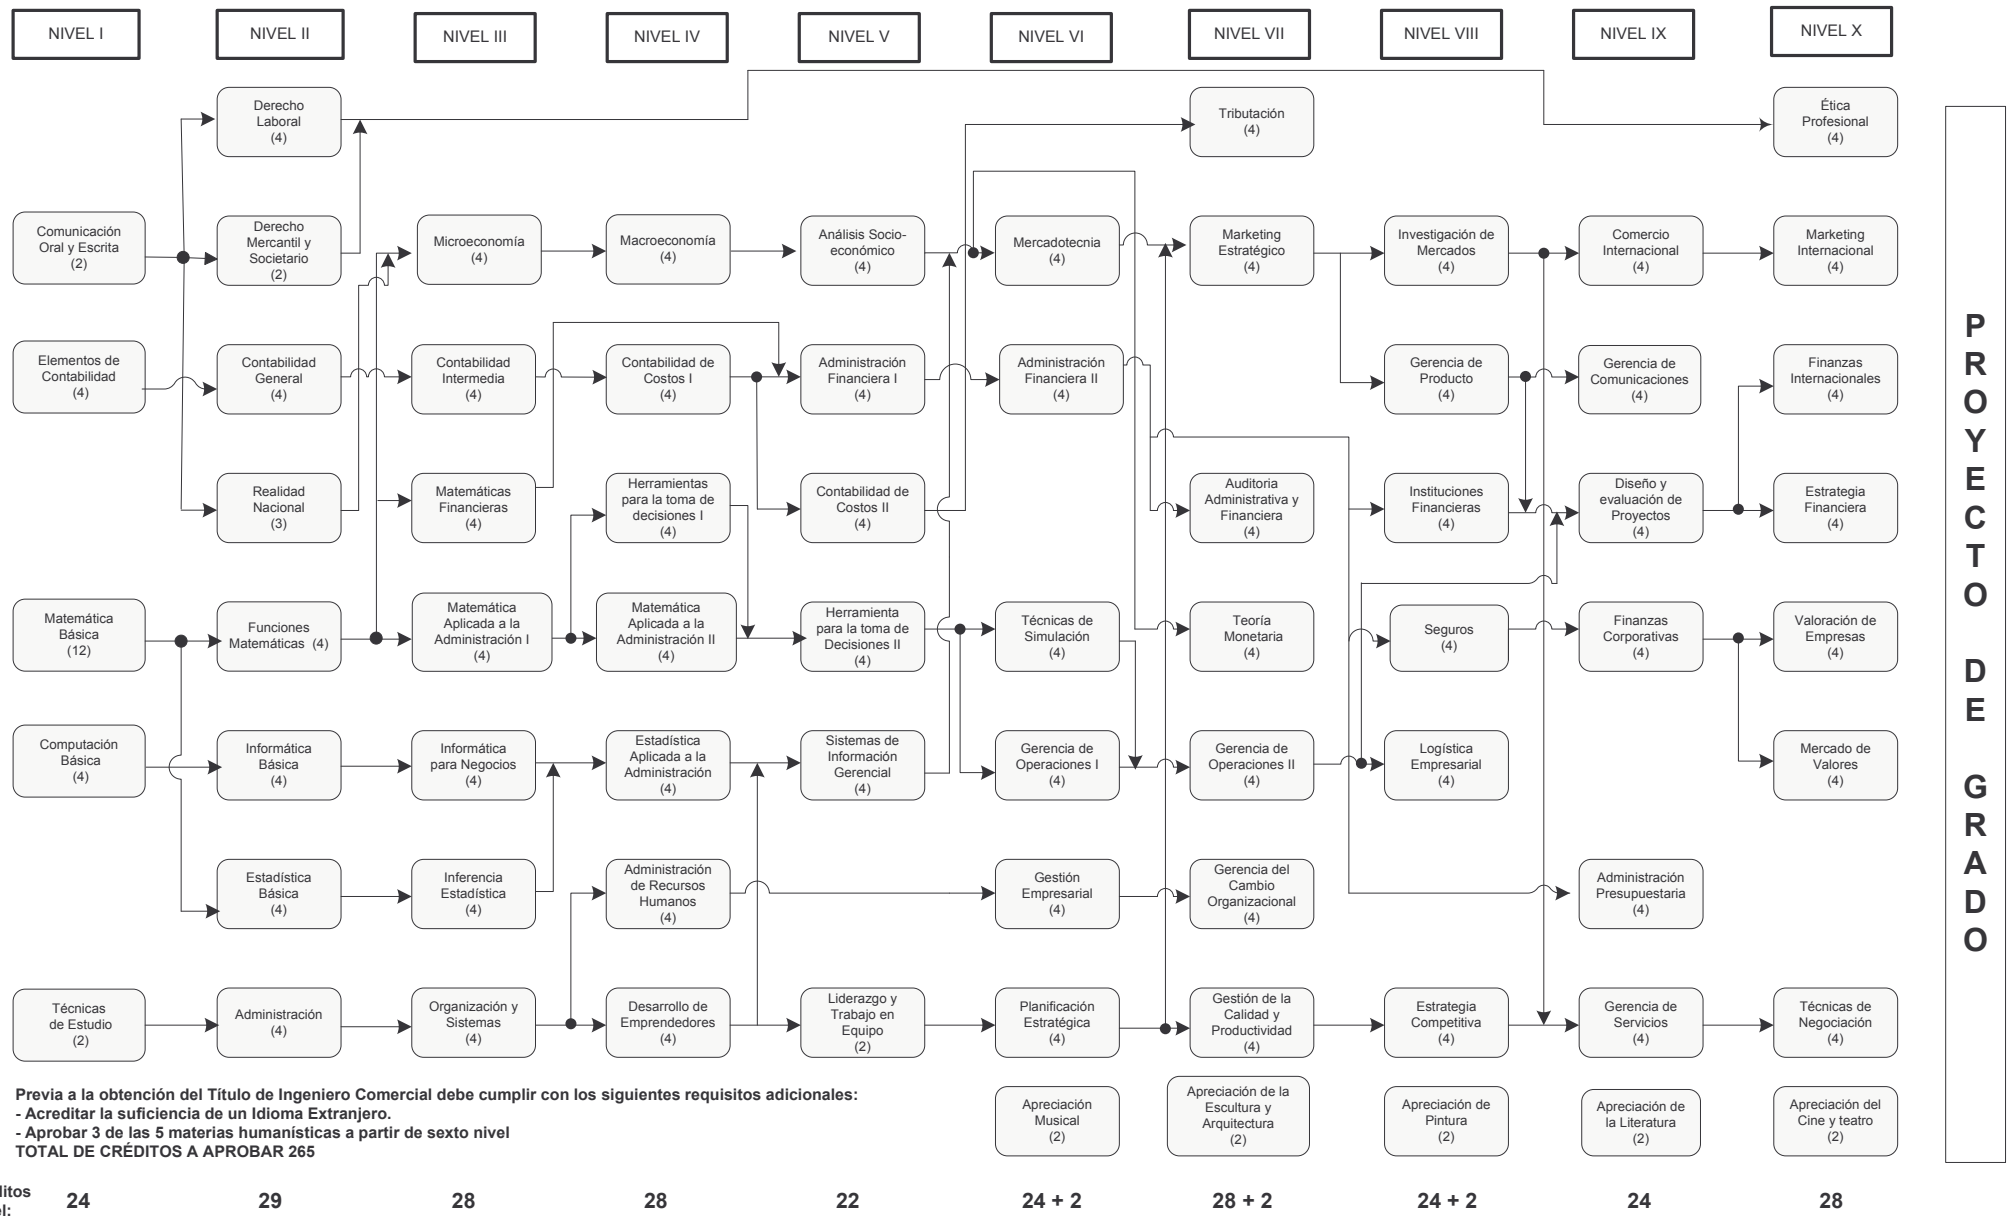 NIVEL I
NIVEL II
NIVEL III
NIVEL IV
NIVEL V
NIVEL VI
NIVEL VII
NIVEL VIII
NIVEL IX
NIVEL X
Derecho
Laboral
(4)
Tributación
(4)
Ética
Profesional
(4)
Comunicación
Oral y Escrita
(2)
Derecho
Mercantil y
Societario
(2)
Microeconomía
(4)
Macroeconomía
(4)
Análisis Socio-
económico
(4)
Mercadotecnia
(4)
Marketing
Estratégico
(4)
Investigación de
Mercados
(4)
Comercio
Internacional
(4)
Marketing
Internacional
(4)
Elementos de
Contabilidad
(4)
Contabilidad
General
(4)
Contabilidad
Intermedia
(4)
Contabilidad de
Costos I
(4)
Administración
Financiera I
(4)
Administración
Financiera II
(4)
Gerencia de
Producto
(4)
Gerencia de
Comunicaciones
(4)
Finanzas
Internacionales
(4)
Realidad
Nacional
(3)
Matemáticas
Financieras
(4)
Herramientas
para la toma de
decisiones I
(4)
Contabilidad de
Costos II
(4)
Auditoria
Administrativa y
Financiera
(4)
Instituciones
Financieras
(4)
Diseño y
evaluación de
Proyectos
(4)
Estrategia
Financiera
(4)
Matemática
Básica
(12)
Funciones
Matemáticas (4)
Matemática
Aplicada a la
Administración I
(4)
Matemática
Aplicada a la
Administración II
(4)
Herramienta
para la toma de
Decisiones II
(4)
Técnicas de
Simulación
(4)
Teoría
Monetaria
(4)
Seguros
(4)
Finanzas
Corporativas
(4)
Valoración de
Empresas
(4)
Computación
Básica
(4)
Informática
Básica
(4)
Informática
para Negocios
(4)
Estadística
Aplicada a la
Administración
(4)
Sistemas de
Información
Gerencial
(4)
Gerencia de
Operaciones I
(4)
Gerencia de
Operaciones II
(4)
Logística
Empresarial
(4)
Mercado de
Valores
(4)
Estadística
Básica
(4)
Inferencia
Estadística
(4)
Administración
de Recursos
Humanos
(4)
Gestión
Empresarial
(4)
Gerencia del
Cambio
Organizacional
(4)
Administración
Presupuestaria
(4)
Técnicas
de Estudio
(2)
Administración
(4)
Organización y
Sistemas
(4)
Desarrollo de
Emprendedores
(4)
Liderazgo y
Trabajo en
Equipo
(2)
Planificación
Estratégica
(4)
Gestión de la
Calidad y
Productividad
(4)
Estrategia
Competitiva
(4)
Gerencia de
Servicios
(4)
Técnicas de
Negociación
(4)
Apreciación
Musical
(2)
Apreciación de la
Escultura y
Arquitectura
(2)
Apreciación de
Pintura
(2)
Apreciación de
la Literatura
(2)
Apreciación del
Cine y teatro
(2)
PROYECTO DE GRADO
Previa a la obtención del Título de Ingeniero Comercial debe cumplir con los siguientes requisitos adicionales:
- Acreditar la suficiencia de un Idioma Extranjero.
- Aprobar 3 de las 5 materias humanísticas a partir de sexto nivel
TOTAL DE CRÉDITOS A APROBAR 265
24
29
28
28
22
24 + 2
28 + 2
24 + 2
24
28